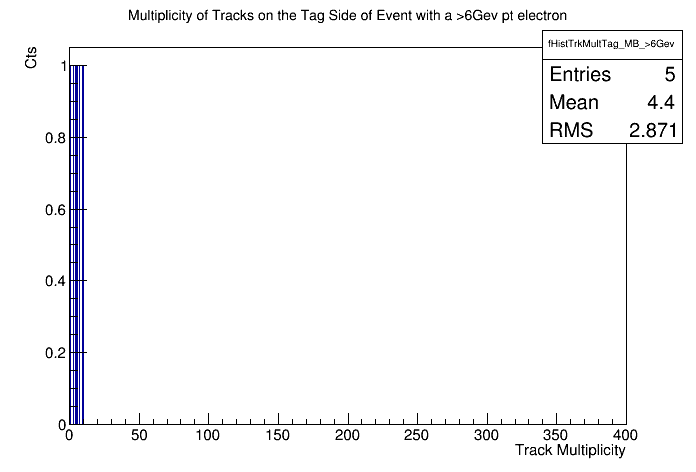 Multiplicity of Tracks on the Tag Side of Event with a >6Gev pt electron
fHistTrkMultTag_MB_>6Gev
Entries 5
Mean 4.4
RMS 2.871
Cts
1
0.8
0.6
0.4
0.2
0
0 50 100 150 200 250 300 350 400
Track Multiplicity